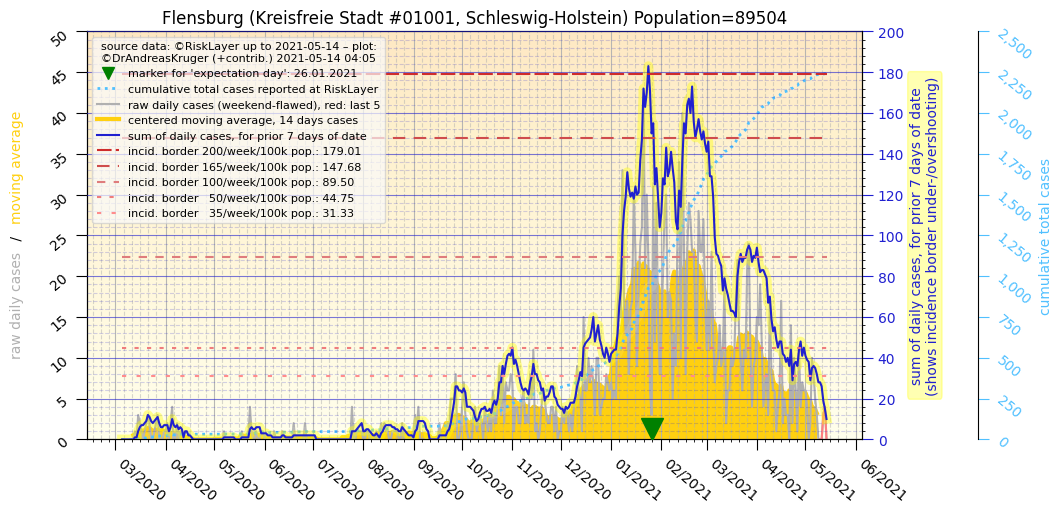 Flensburg (Kreisfreie Stadt #01001, Schleswig-Holstein) Population=89504
source data: ©RiskLayer up to 2021-05-14 – plot:
©DrAndreasKruger (+contrib.) 2021-05-14 04:05
marker for 'expectation day': 26.01.2021
cumulative total cases reported at RiskLayer
raw daily cases (weekend-flawed), red: last 5
centered moving average, 14 days cases
sum of daily cases, for prior 7 days of date
incid. border 200/week/100k pop.: 179.01
incid. border 165/week/100k pop.: 147.68
incid. border 100/week/100k pop.: 89.50
incid. border   50/week/100k pop.: 44.75
incid. border   35/week/100k pop.: 31.33
raw daily cases / moving average
50
45
40
35
30
25
20
15
10
5
0
03/2020
04/2020
05/2020
06/2020
07/2020
08/2020
09/2020
10/2020
11/2020
12/2020
01/2021
02/2021
03/2021
04/2021
05/2021
06/2021
200
180
160
140
120
100
80
60
40
20
0
sum of daily cases, for prior 7 days of date
(shows incidence border under-/overshooting)
2,500
2,250
2,000
1,750
1,500
1,250
1,000
750
500
250
0
cumulative total cases